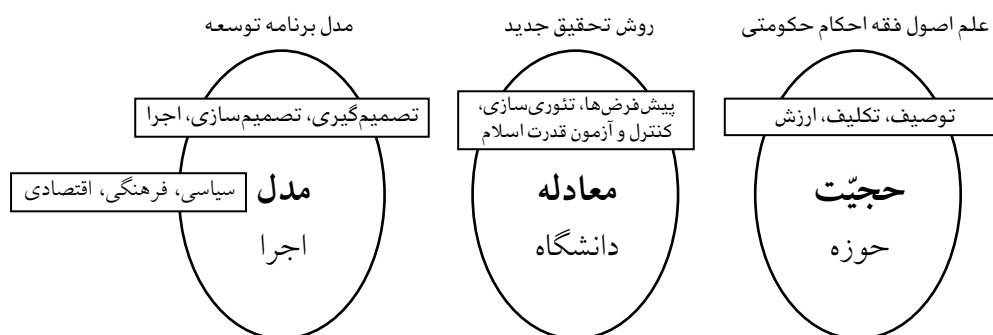 علم اصول فقه احکام حکومتی
توصیف، تکلیف، ارزش
حجیّت
حوزه
روش تحقیق جدید
پیش‌فرض‌ها، تئوری‌سازی،
کنترل و آزمون قدرت اسلام
معادله
دانشگاه
مدل برنامه توسعه
تصمیم‌گیری، تصمیم‌سازی، اجرا
مدل
سیاسی، فرهنگی، اقتصادی
اجرا